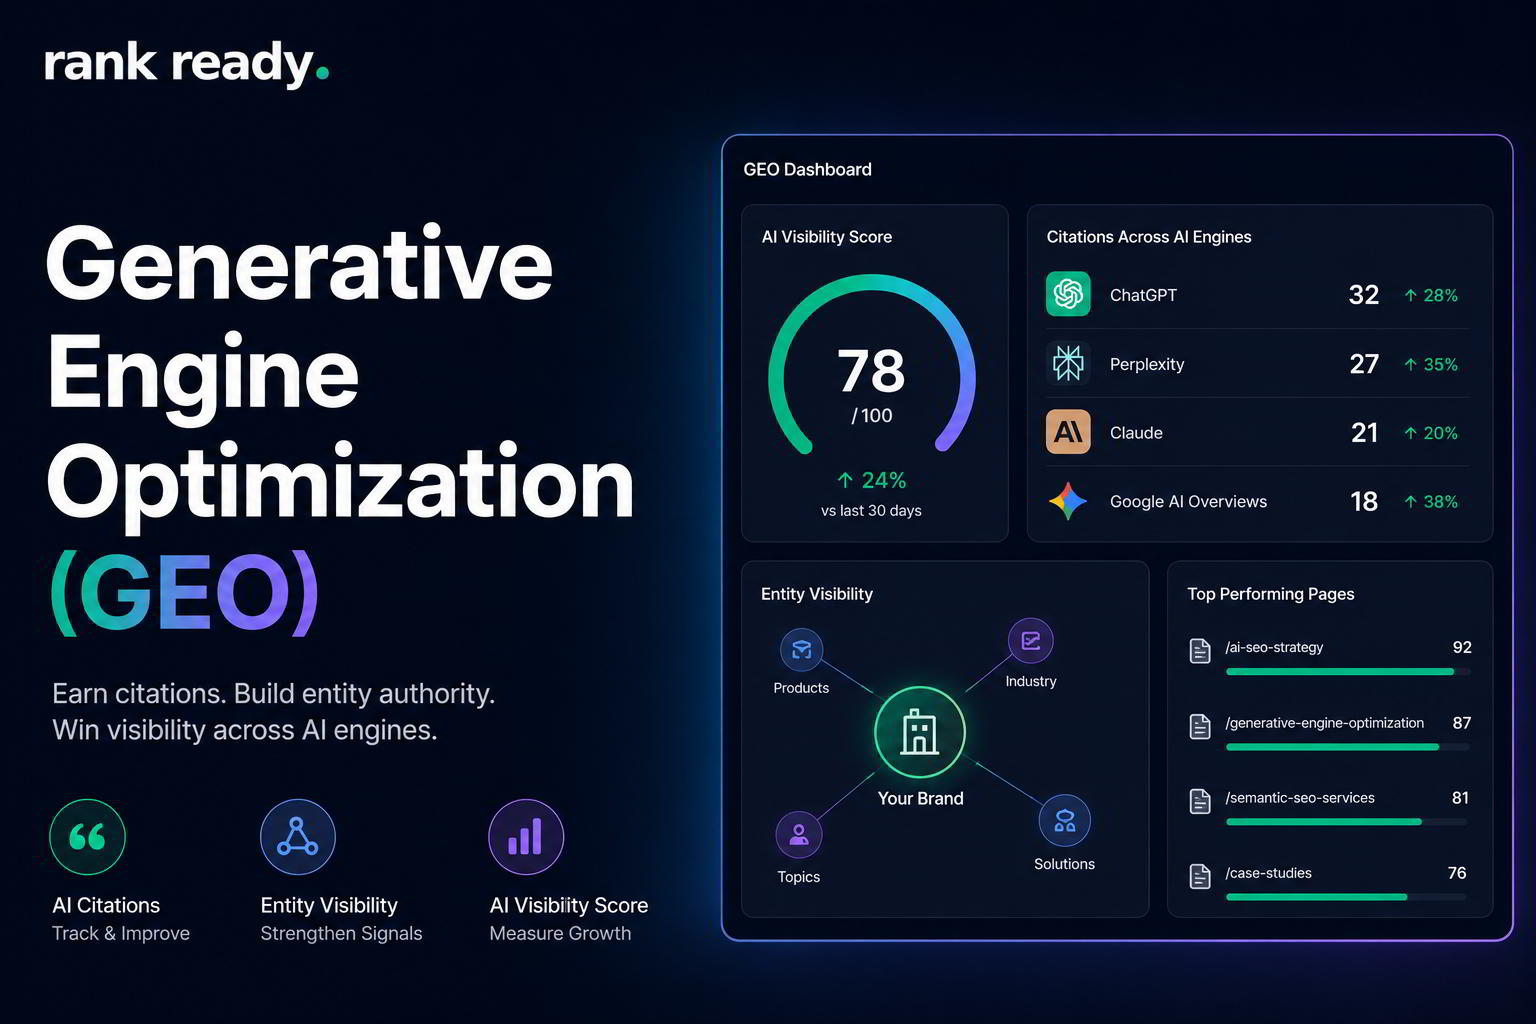 rank ready.
Generative
Engine
Optimization
(GEO)
Earn citations. Build entity authority.
Win visibility across AI engines.
AI Citations
Track & Improve
Entity Visibility
Strengthen Signals
AI Visibility Score
Measure Growth
GEO Dashboard
AI Visibility Score
78
/100
↑ 24%
vs last 30 days
Citations Across AI Engines
ChatGPT 32 ↑ 28%
Perplexity 27 ↑ 35%
AI Claude 21 ↑ 20%
Google AI Overviews 18 ↑ 38%
Entity Visibility
Products
Industry
Your Brand
Topics
Solutions
Top Performing Pages
/ai-seo-strategy 92
/generative-engine-optimization 87
/semantic-seo-services 81
/case-studies 76